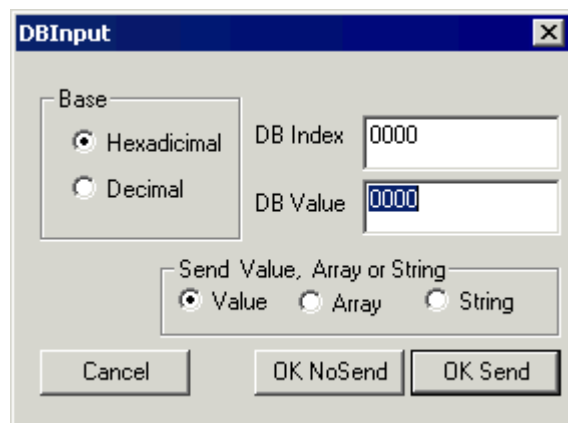 DBInput
Base
Hexadicimal
Decimal
DB Index 0000
DB Value 0000
Send Value, Array or String
Value Array String
Cancel OK NoSend OK Send